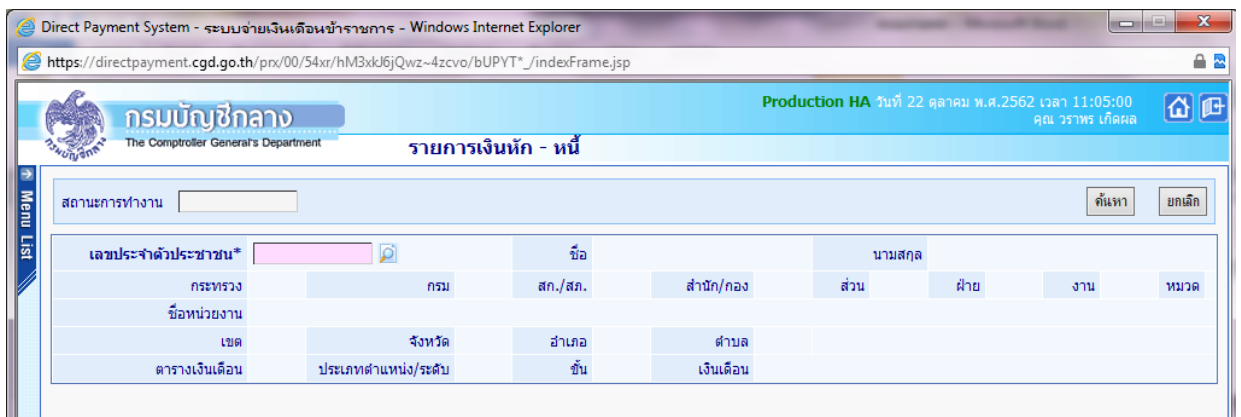 Direct Payment System - ระบบจ่ายเงินเดือนข้าราชการ - Windows Internet Explorer
https://directpayment.cgd.go.th/prx/00/54xr/hM3xkJ6jQwz~4zcvo/bUPYT*_/indexFrame.jsp
กรมบัญชีกลาง
The Comptroller General's Department
กรมบัญชีกลาง
Production HA วันที่ 22 ตุลาคม พ.ศ.2562 เวลา 11:05:00
คุณ วราพร เกิดผล
รายการเงินหัก - หนี้
Menu List
สถานะการทำงาน ค้นหา ยกเลิก
เลขประจำตัวประชาชน* ชื่อ นามสกุล
กระทรวง กรม สก./สภ. สำนัก/กอง ส่วน ฝ่าย งาน หมวด
ชื่อหน่วยงาน
เขต จังหวัด อำเภอ ตำบล
ตารางเงินเดือน ประเภทตำแหน่ง/ระดับ ขั้น เงินเดือน